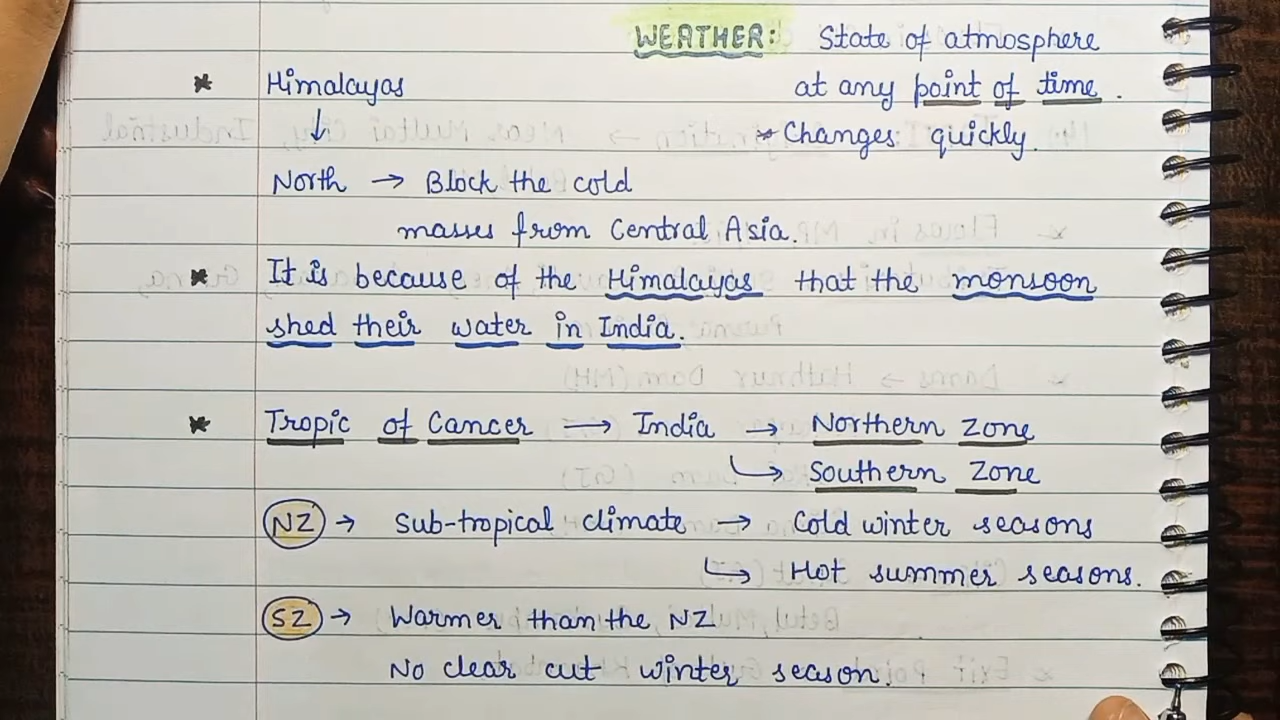 WEATHER: State of atmosphere
at any point of time.
* Changes quickly.
* Himalayas
↓
North → Block the cold
masses from Central Asia.
* It is because of the Himalayas that the monsoon
shed their water in India.
* Tropic of Cancer → India → Northern Zone
↳ Southern Zone
NZ → Sub-tropical climate → Cold winter seasons
↳ Hot summer seasons.
SZ → Warmer than the NZ
No clear cut winter season.